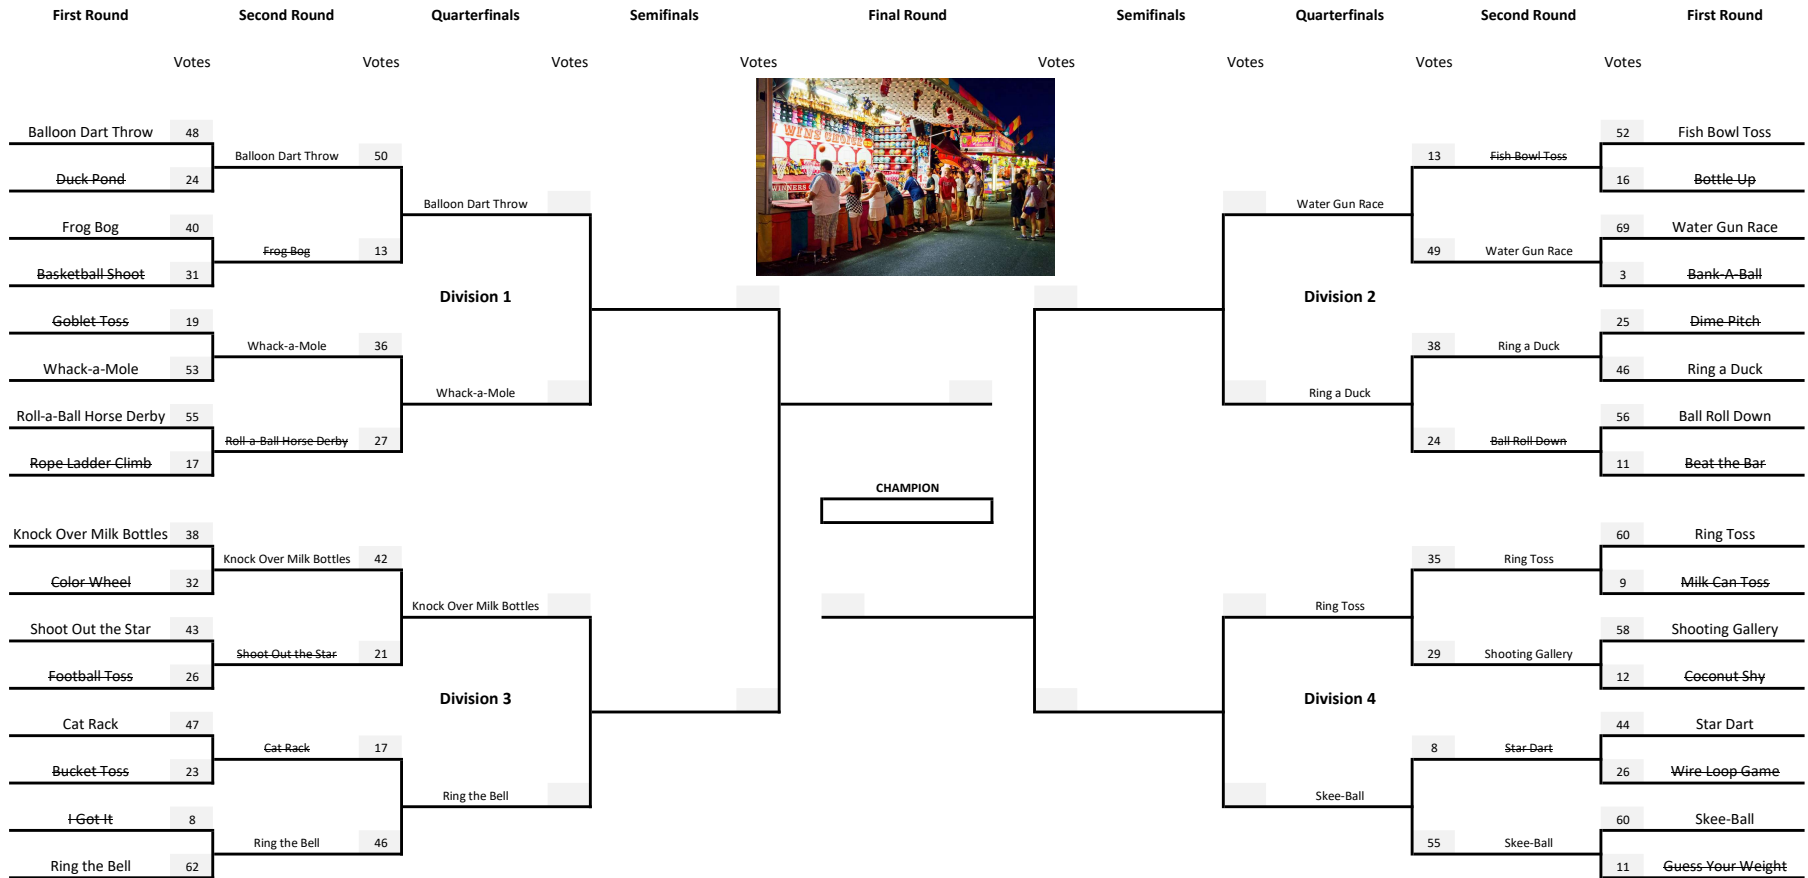 First Round Second Round Quarterfinals Semifinals Final Round Semifinals Quarterfinals Second Round First Round
Votes Votes Votes Votes Votes Votes Votes Votes
WINS CHOICE
WINNERS
Balloon Dart Throw 48 52 Fish Bowl Toss
Balloon Dart Throw 50 13 Fish Bowl Toss
Duck Pond 24 16 Bottle Up
Balloon Dart Throw Water Gun Race
Frog Bog 40 69 Water Gun Race
Frog Bog 13 49 Water Gun Race
Basketball Shoot 31 3 Bank-A-Ball
Division 1 Division 2
Goblet Toss 19 25 Dime Pitch
Whack-a-Mole 36 38 Ring a Duck
Whack-a-Mole 53 46 Ring a Duck
Whack-a-Mole Ring a Duck
Roll-a-Ball Horse Derby 55 56 Ball Roll Down
Roll-a-Ball Horse Derby 27 24 Ball Roll Down
Rope Ladder Climb 17 11 Beat the Bar
CHAMPION
Knock Over Milk Bottles 38 60 Ring Toss
Knock Over Milk Bottles 42 35 Ring Toss
Color Wheel 32 9 Milk Can Toss
Knock Over Milk Bottles Ring Toss
Shoot Out the Star 43 58 Shooting Gallery
Shoot Out the Star 21 29 Shooting Gallery
Football Toss 26 12 Coconut Shy
Division 3 Division 4
Cat Rack 47 44 Star Dart
Cat Rack 17 8 Star Dart
Bucket Toss 23 26 Wire Loop Game
Ring the Bell Skee-Ball
I Got It 8 60 Skee-Ball
Ring the Bell 46 55 Skee-Ball
Ring the Bell 62 11 Guess Your Weight